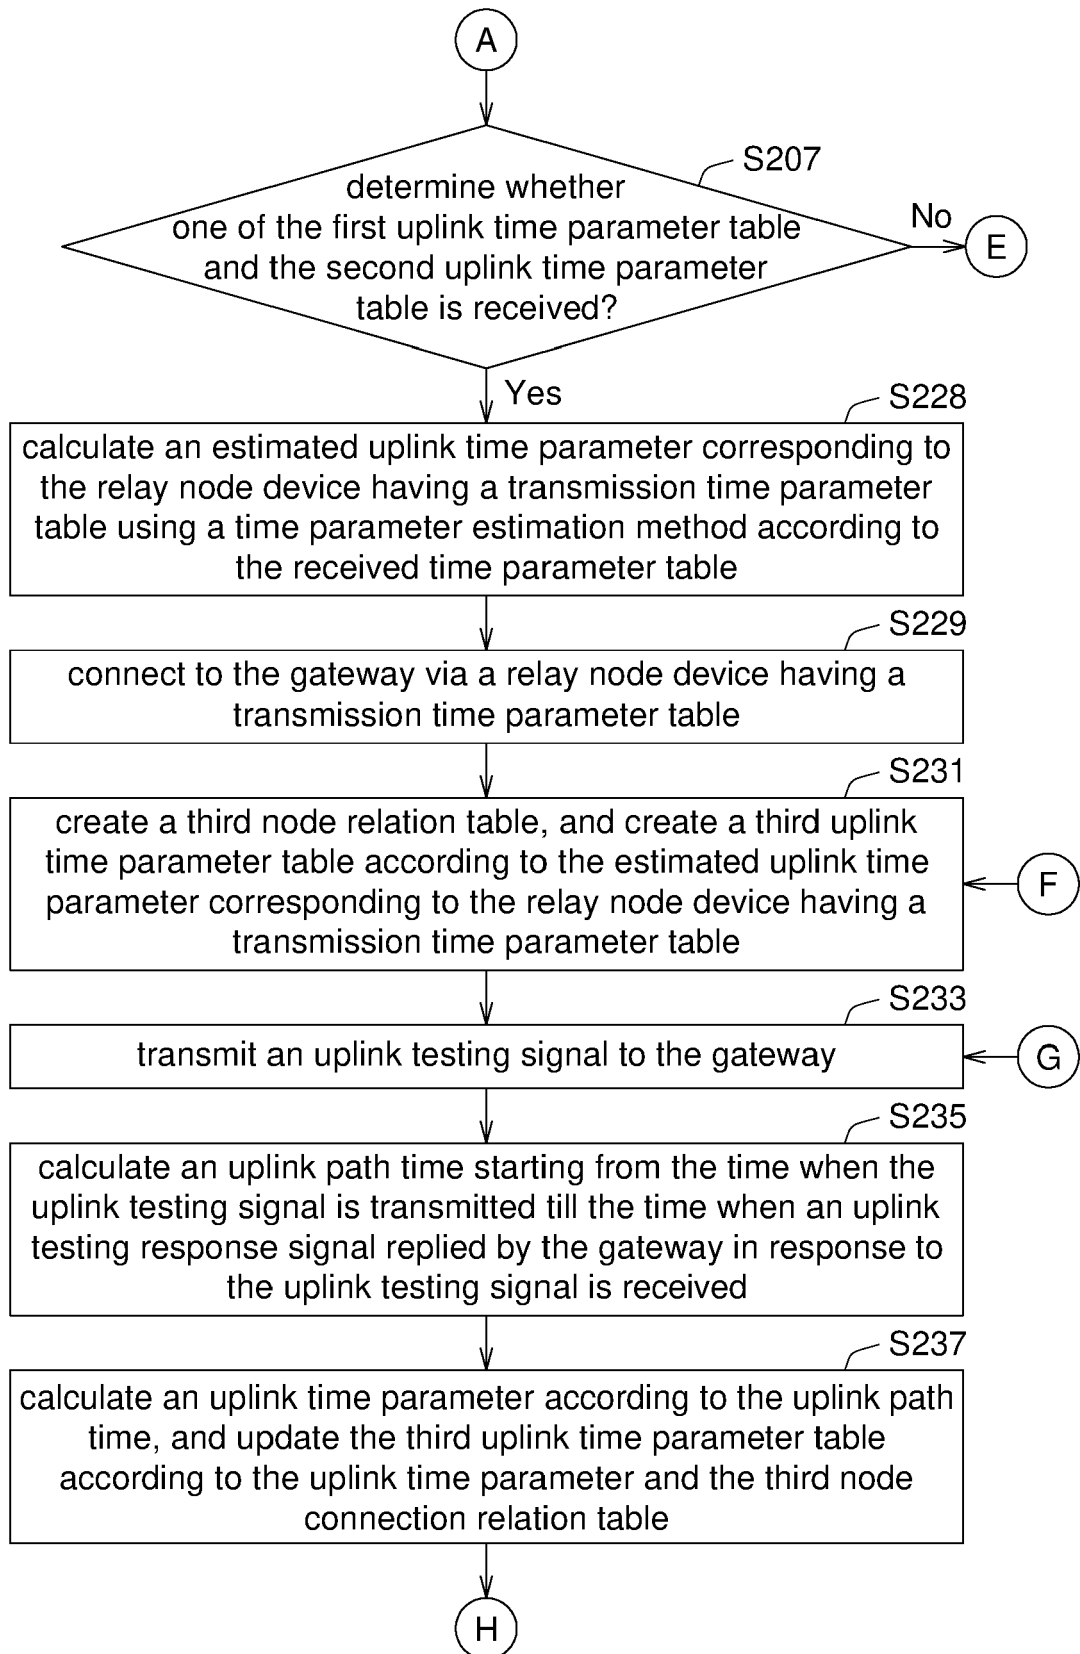 A
S207
determine whether
one of the first uplink time parameter table
and the second uplink time parameter
table is received?
No
E
Yes
S228
calculate an estimated uplink time parameter corresponding to
the relay node device having a transmission time parameter
table using a time parameter estimation method according to
the received time parameter table
S229
connect to the gateway via a relay node device having a
transmission time parameter table
S231
create a third node relation table, and create a third uplink
time parameter table according to the estimated uplink time
parameter corresponding to the relay node device having a
transmission time parameter table
F
S233
transmit an uplink testing signal to the gateway
G
S235
calculate an uplink path time starting from the time when the
uplink testing signal is transmitted till the time when an uplink
testing response signal replied by the gateway in response to
the uplink testing signal is received
S237
calculate an uplink time parameter according to the uplink path
time, and update the third uplink time parameter table
according to the uplink time parameter and the third node
connection relation table
H